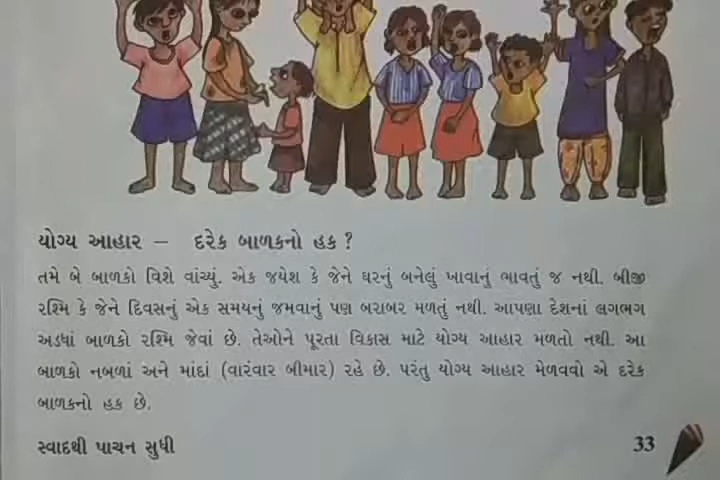 યોગ્ય આહાર – દરેક બાળકનો હક ?
તમે બે બાળકો વિશે વાંચ્યું. એક જયેશ કે જેને ઘરનું બનેલું ખાવાનું ભાવતું જ નથી. બીજી
રશ્મિ કે જેને દિવસનું એક સમયનું જમવાનું પણ બરાબર મળતું નથી. આપણા દેશનાં લગભગ
અડધાં બાળકો રશ્મિ જેવાં છે. તેઓને પૂરતા વિકાસ માટે યોગ્ય આહાર મળતો નથી. આ
બાળકો નબળાં અને માંદાં (વારંવાર બીમાર) રહે છે. પરંતુ યોગ્ય આહાર મેળવવો એ દરેક
બાળકનો હક છે.
સ્વાદથી પાચન સુધી 33